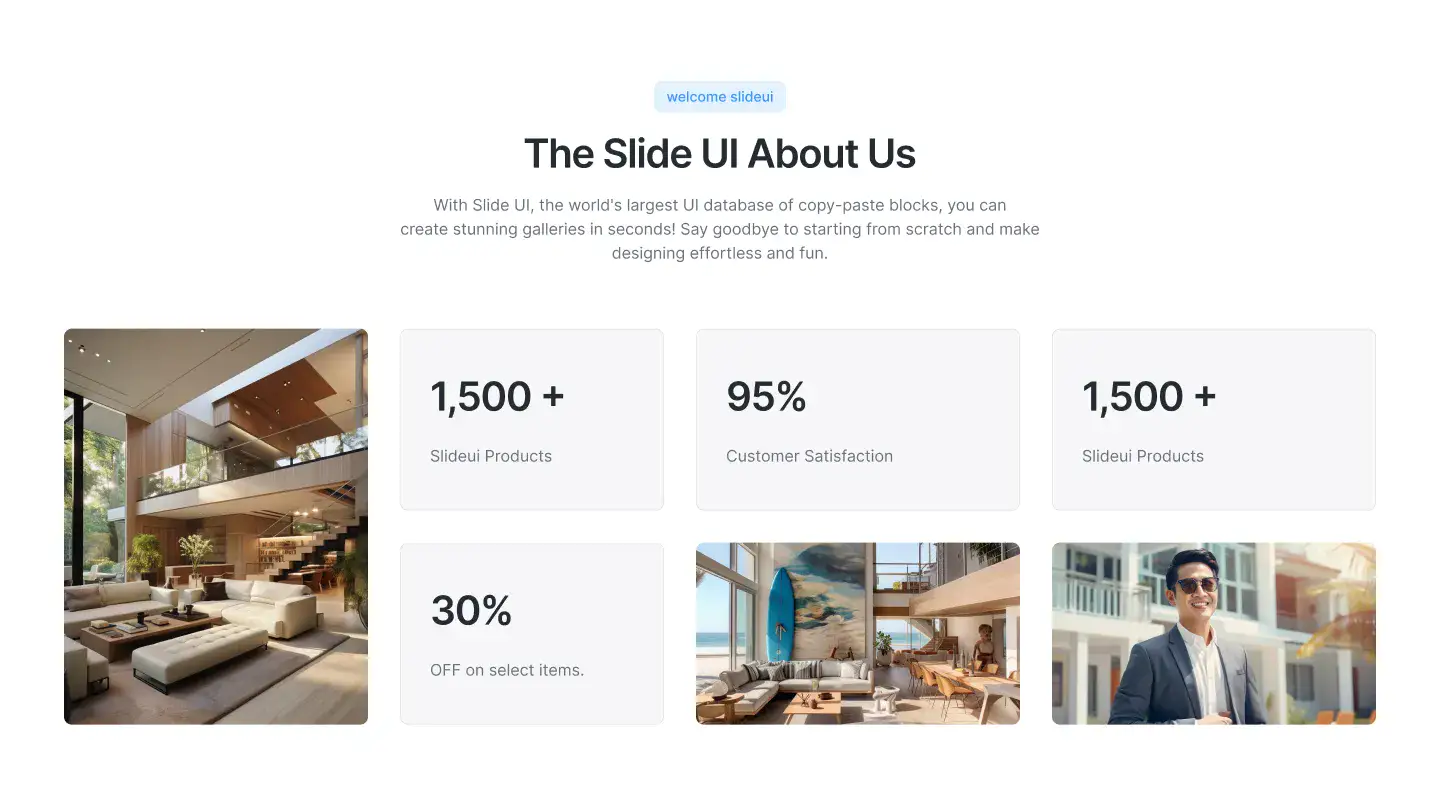 welcome slideui
The Slide UI About Us
With Slide UI, the world's largest UI database of copy-paste blocks, you can
create stunning galleries in seconds! Say goodbye to starting from scratch and make
designing effortless and fun.
1,500 +
Slideui Products
95%
Customer Satisfaction
1,500 +
Slideui Products
30%
OFF on select items.